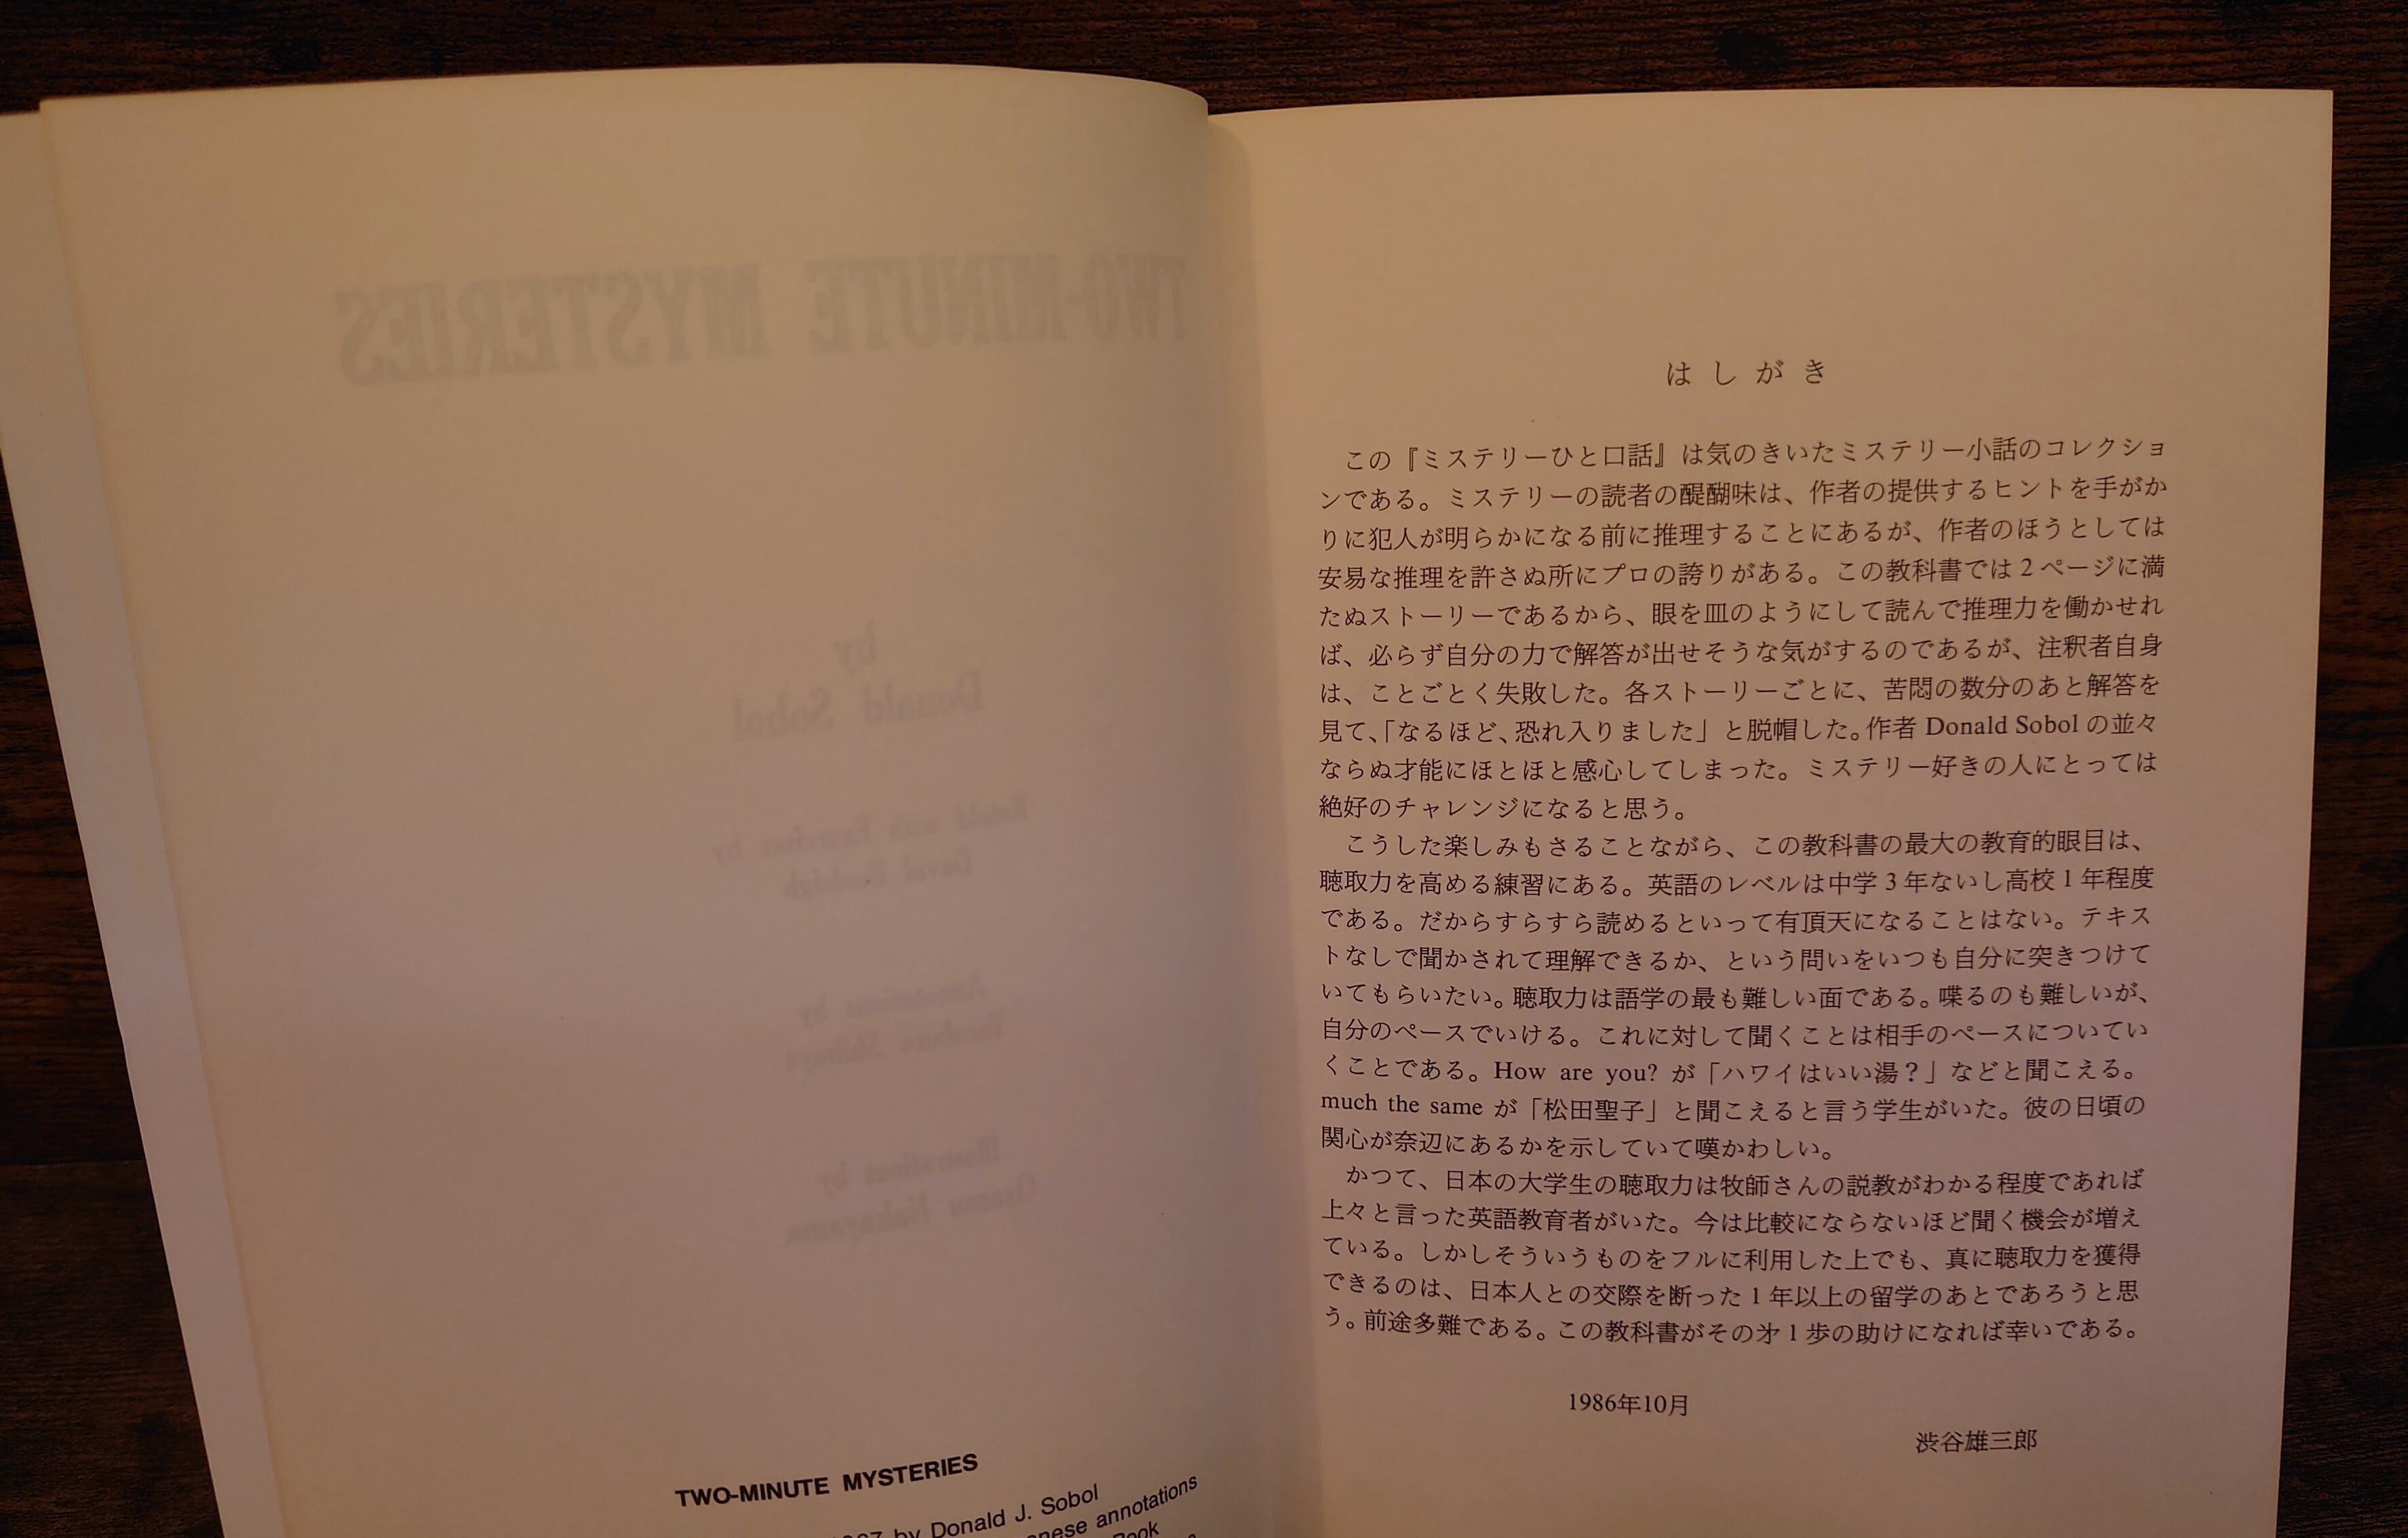 TWO-MINUTE MYSTERIES
by
Donald Sobol
Retold with Exercises by
David Burleigh
Annotations by
Yuzaburo Shibuya
Illustrations by
Osamu Nakayama
TWO-MINUTE MYSTERIES
by Donald J. Sobol
annotations
Book
はしがき
この『ミステリーひと口話』は気のきいたミステリー小話のコレクショ
ンである。ミステリーの読者の醍醐味は、作者の提供するヒントを手がか
りに犯人が明らかになる前に推理することにあるが、作者のほうとしては
安易な推理を許さぬ所にプロの誇りがある。この教科書では2ページに満
たぬストーリーであるから、眼を皿のようにして読んで推理力を働かせれ
ば、必らず自分の力で解答が出せそうな気がするのであるが、注釈者自身
は、ことごとく失敗した。各ストーリーごとに、苦悶の数分のあと解答を
見て、「なるほど、恐れ入りました」と脱帽した。作者 Donald Sobol の並々
ならぬ才能にほとほと感心してしまった。ミステリー好きの人にとっては
絶好のチャレンジになると思う。
こうした楽しみもさることながら、この教科書の最大の教育的眼目は、
聴取力を高める練習にある。英語のレベルは中学3年ないし高校1年程度
である。だからすらすら読めるといって有頂天になることはない。テキス
トなしで聞かされて理解できるか、という問いをいつも自分に突きつけて
いてもらいたい。聴取力は語学の最も難しい面である。喋るのも難しいが、
自分のペースでいける。これに対して聞くことは相手のペースについてい
くことである。How are you? が「ハワイはいい湯？」などと聞こえる。
much the same が「松田聖子」と聞こえると言う学生がいた。彼の日頃の
関心が奈辺にあるかを示していて嘆かわしい。
かつて、日本の大学生の聴取力は牧師さんの説教がわかる程度であれば
上々と言った英語教育者がいた。今は比較にならないほど聞く機会が増え
ている。しかしそういうものをフルに利用した上でも、真に聴取力を獲得
できるのは、日本人との交際を断った1年以上の留学のあとであろうと思
う。前途多難である。この教科書がその才1歩の助けになれば幸いである。
1986年10月
渋谷雄三郎